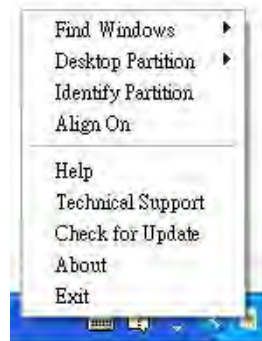 Find Windows
Desktop Partition
Identify Partition
Align On
Help
Technical Support
Check for Update
About
Exit